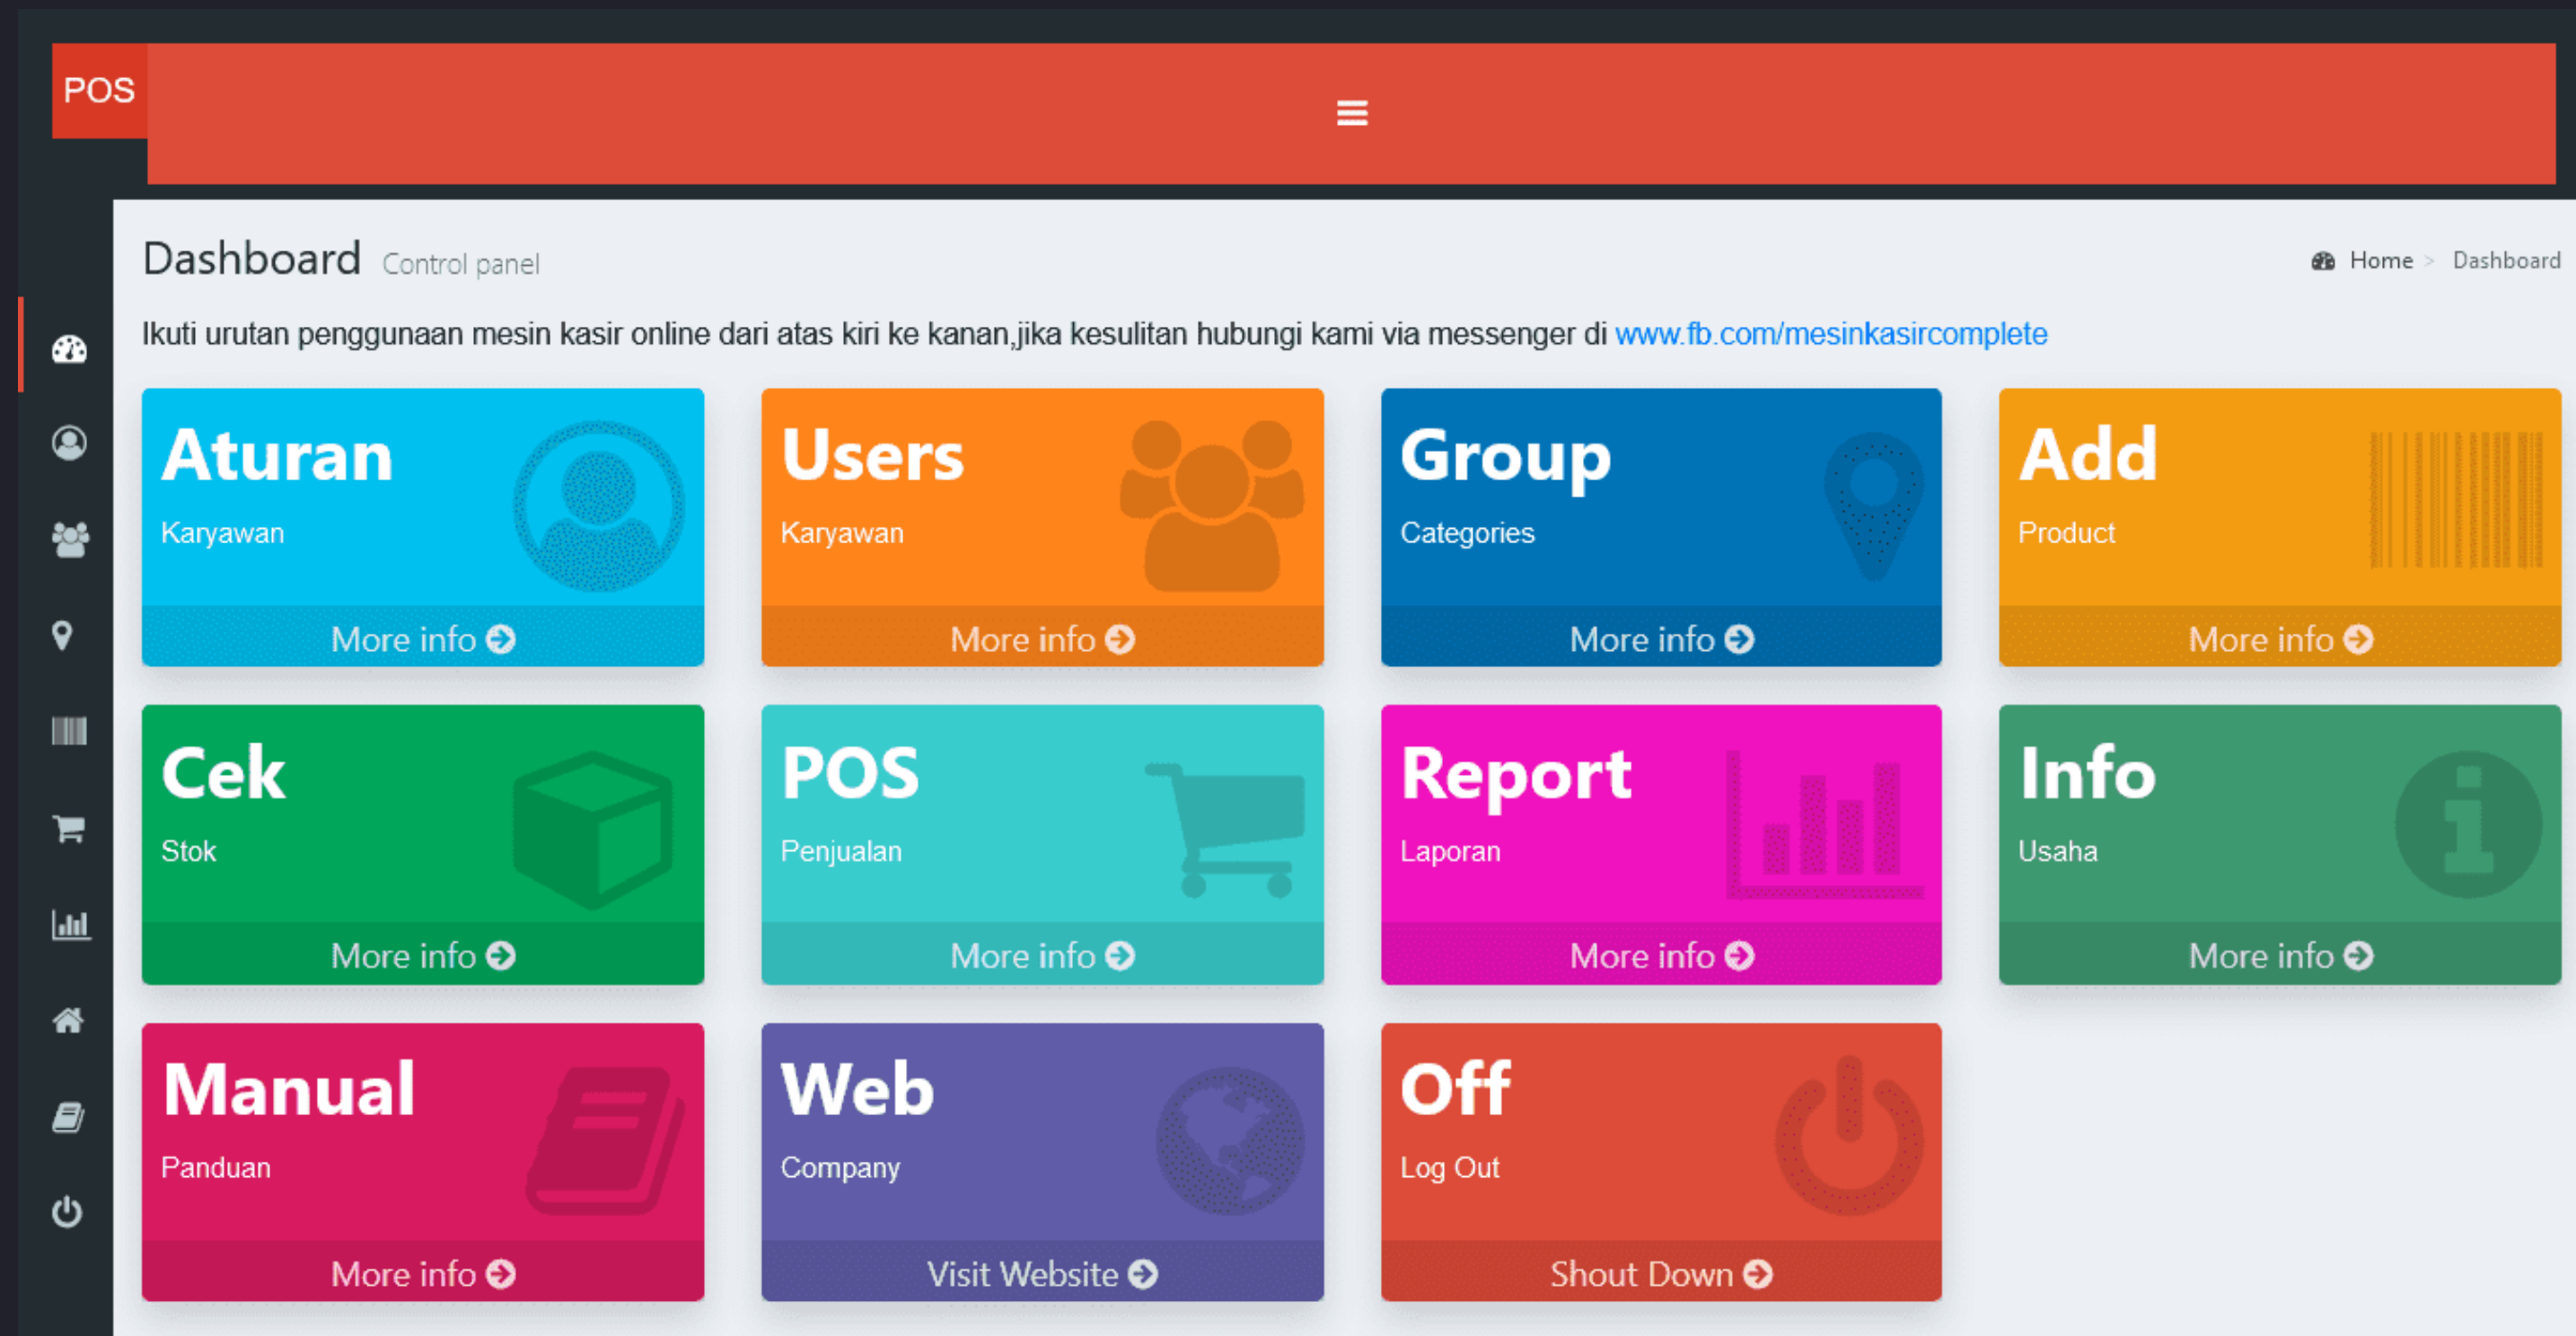 POS
Dashboard Control panel
Home > Dashboard
Ikuti urutan penggunaan mesin kasir online dari atas kiri ke kanan,jika kesulitan hubungi kami via messenger di www.fb.com/mesinkasircomplete
Aturan
Karyawan
More info
Users
Karyawan
More info
Group
Categories
More info
Add
Product
More info
Cek
Stok
More info
POS
Penjualan
More info
Report
Laporan
More info
Info
Usaha
More info
Manual
Panduan
More info
Web
Company
Visit Website
Off
Log Out
Shout Down